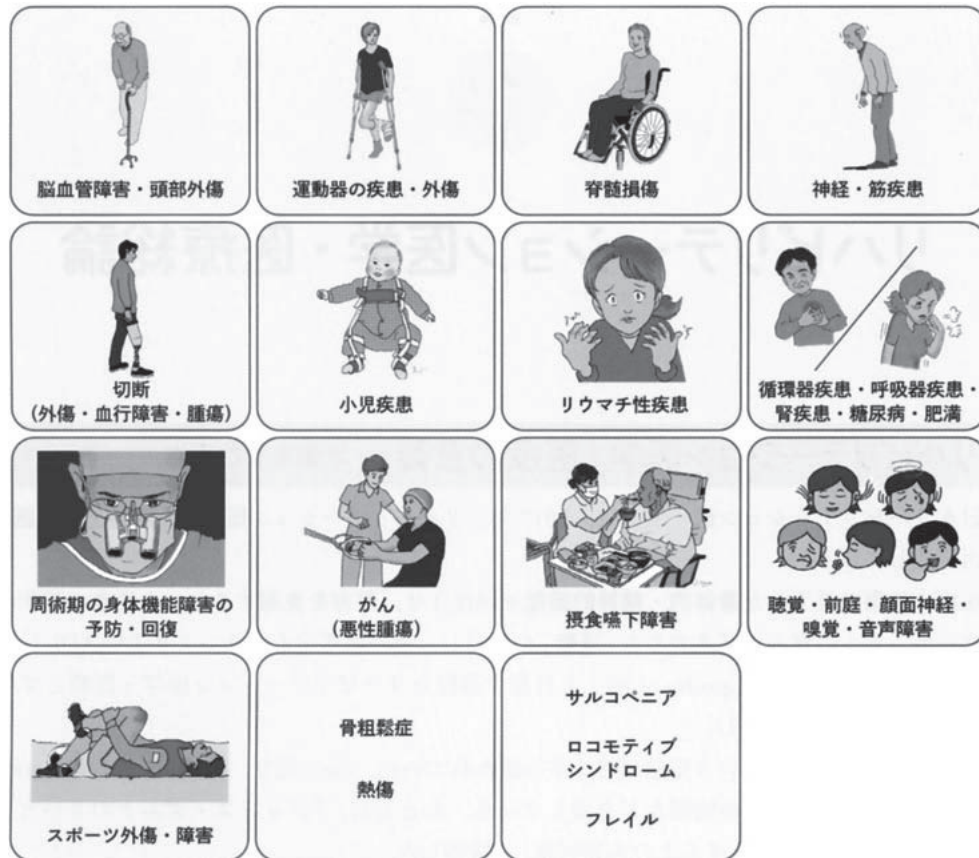 脳血管障害・頭部外傷
運動器の疾患・外傷
脊髄損傷
神経・筋疾患
切断
(外傷・血行障害・腫瘍)
小児疾患
リウマチ性疾患
循環器疾患・呼吸器疾患・
腎疾患・糖尿病・肥満
周術期の身体機能障害の
予防・回復
がん
(悪性腫瘍)
摂食嚥下障害
聴覚・前庭・顔面神経・
嗅覚・音声障害
スポーツ外傷・障害
骨粗鬆症
熱傷
サルコペニア
ロコモティブ
シンドローム
フレイル